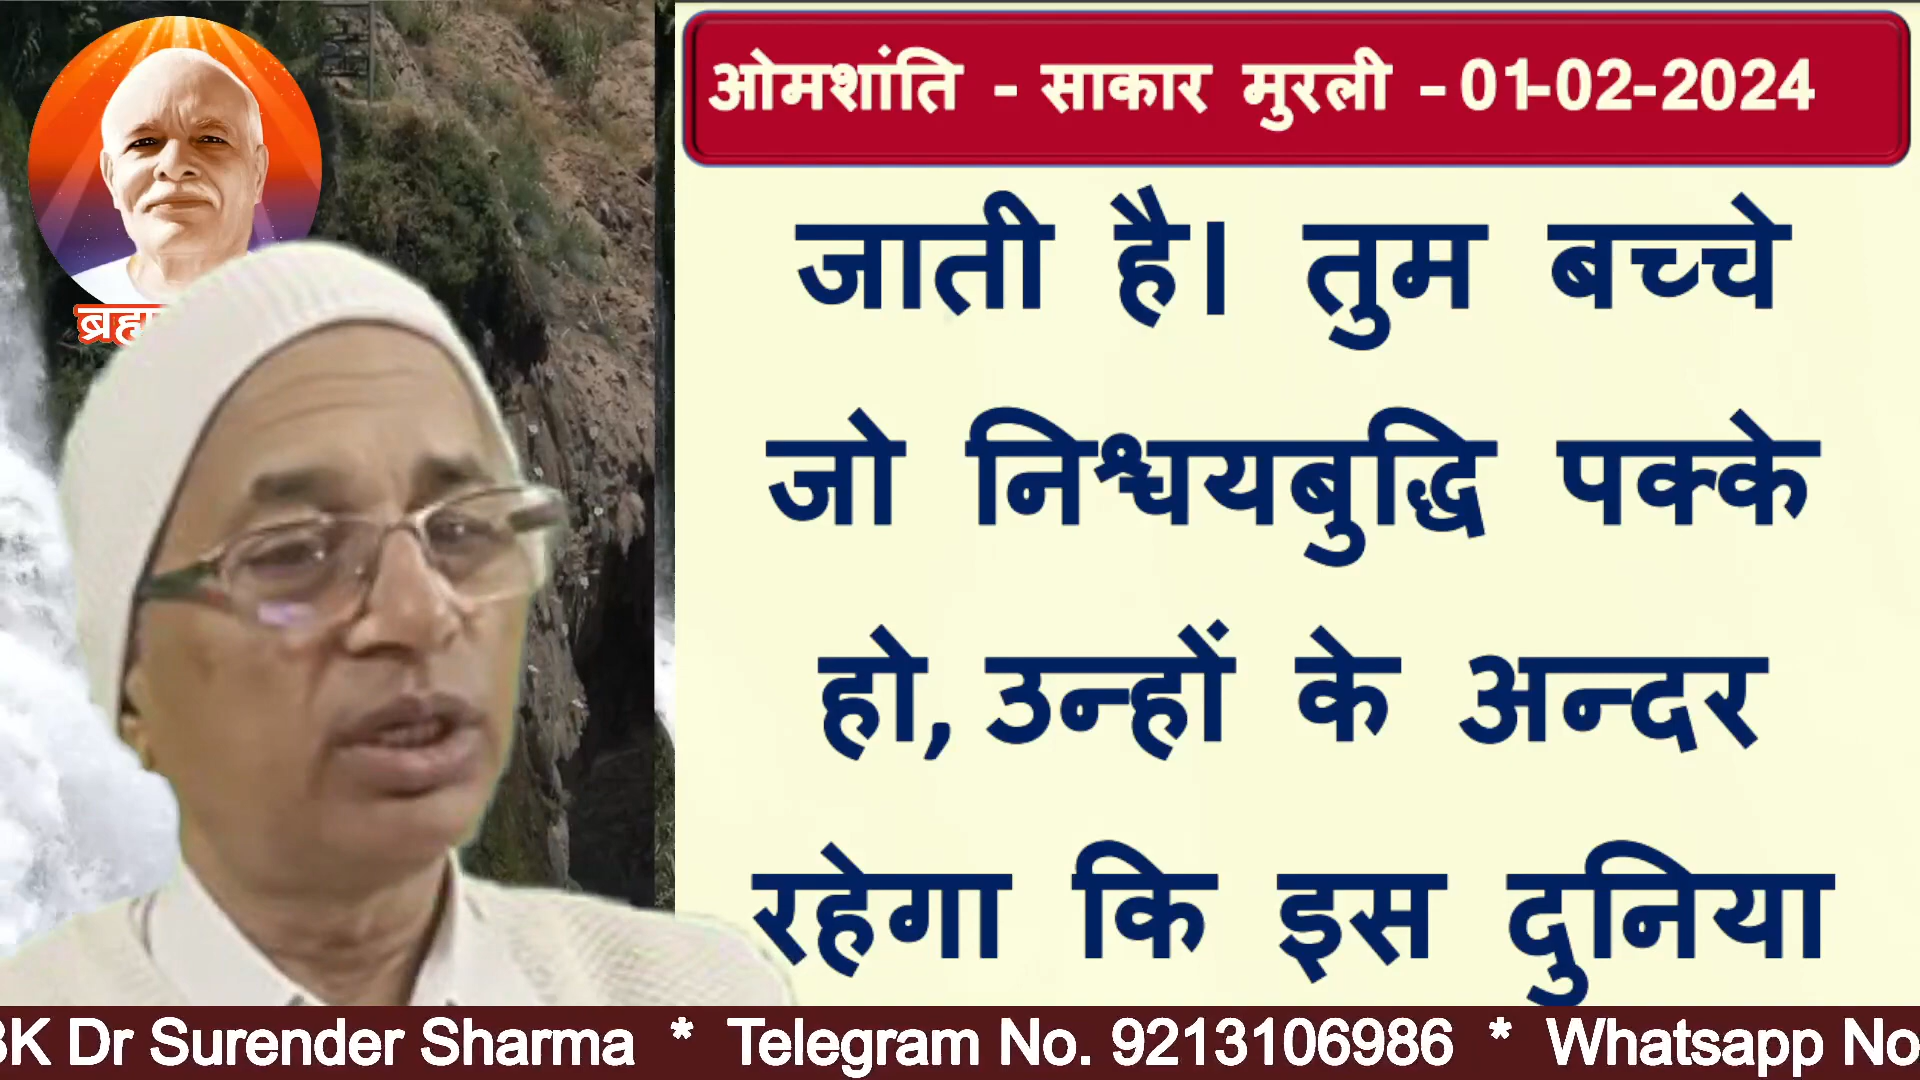 ओमशांति - साकार मुरली - 01-02-2024
जाती है। तुम बच्चे
जो निश्चयबुद्धि पक्के
हो, उन्हों के अन्दर
रहेगा कि इस दुनिया
BK Dr Surender Sharma * Telegram No. 9213106986 * Whatsapp No